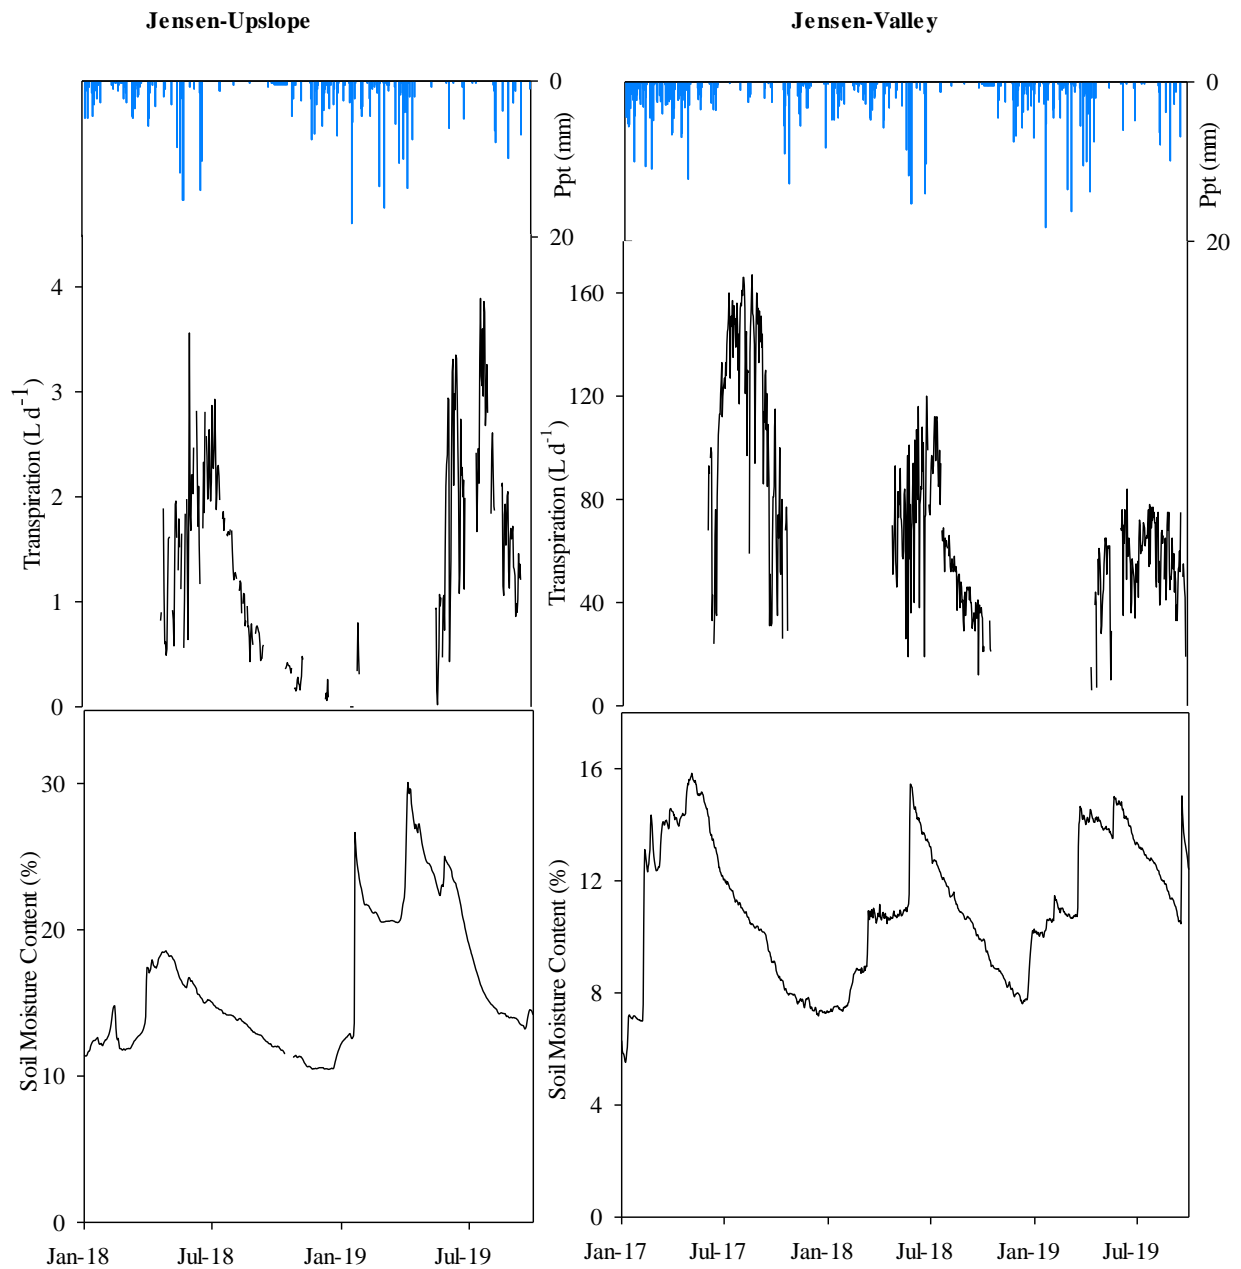 Jensen-Upslope
Jensen-Valley
0
Ppt (mm)
20
0
Ppt (mm)
20
4
3
2
1
0
Transpiration (L d⁻¹)
160
120
80
40
0
Transpiration (L d⁻¹)
30
20
10
0
Soil Moisture Content (%)
16
12
8
4
0
Soil Moisture Content (%)
Jan-18 Jul-18 Jan-19 Jul-19
Jan-17 Jul-17 Jan-18 Jul-18 Jan-19 Jul-19